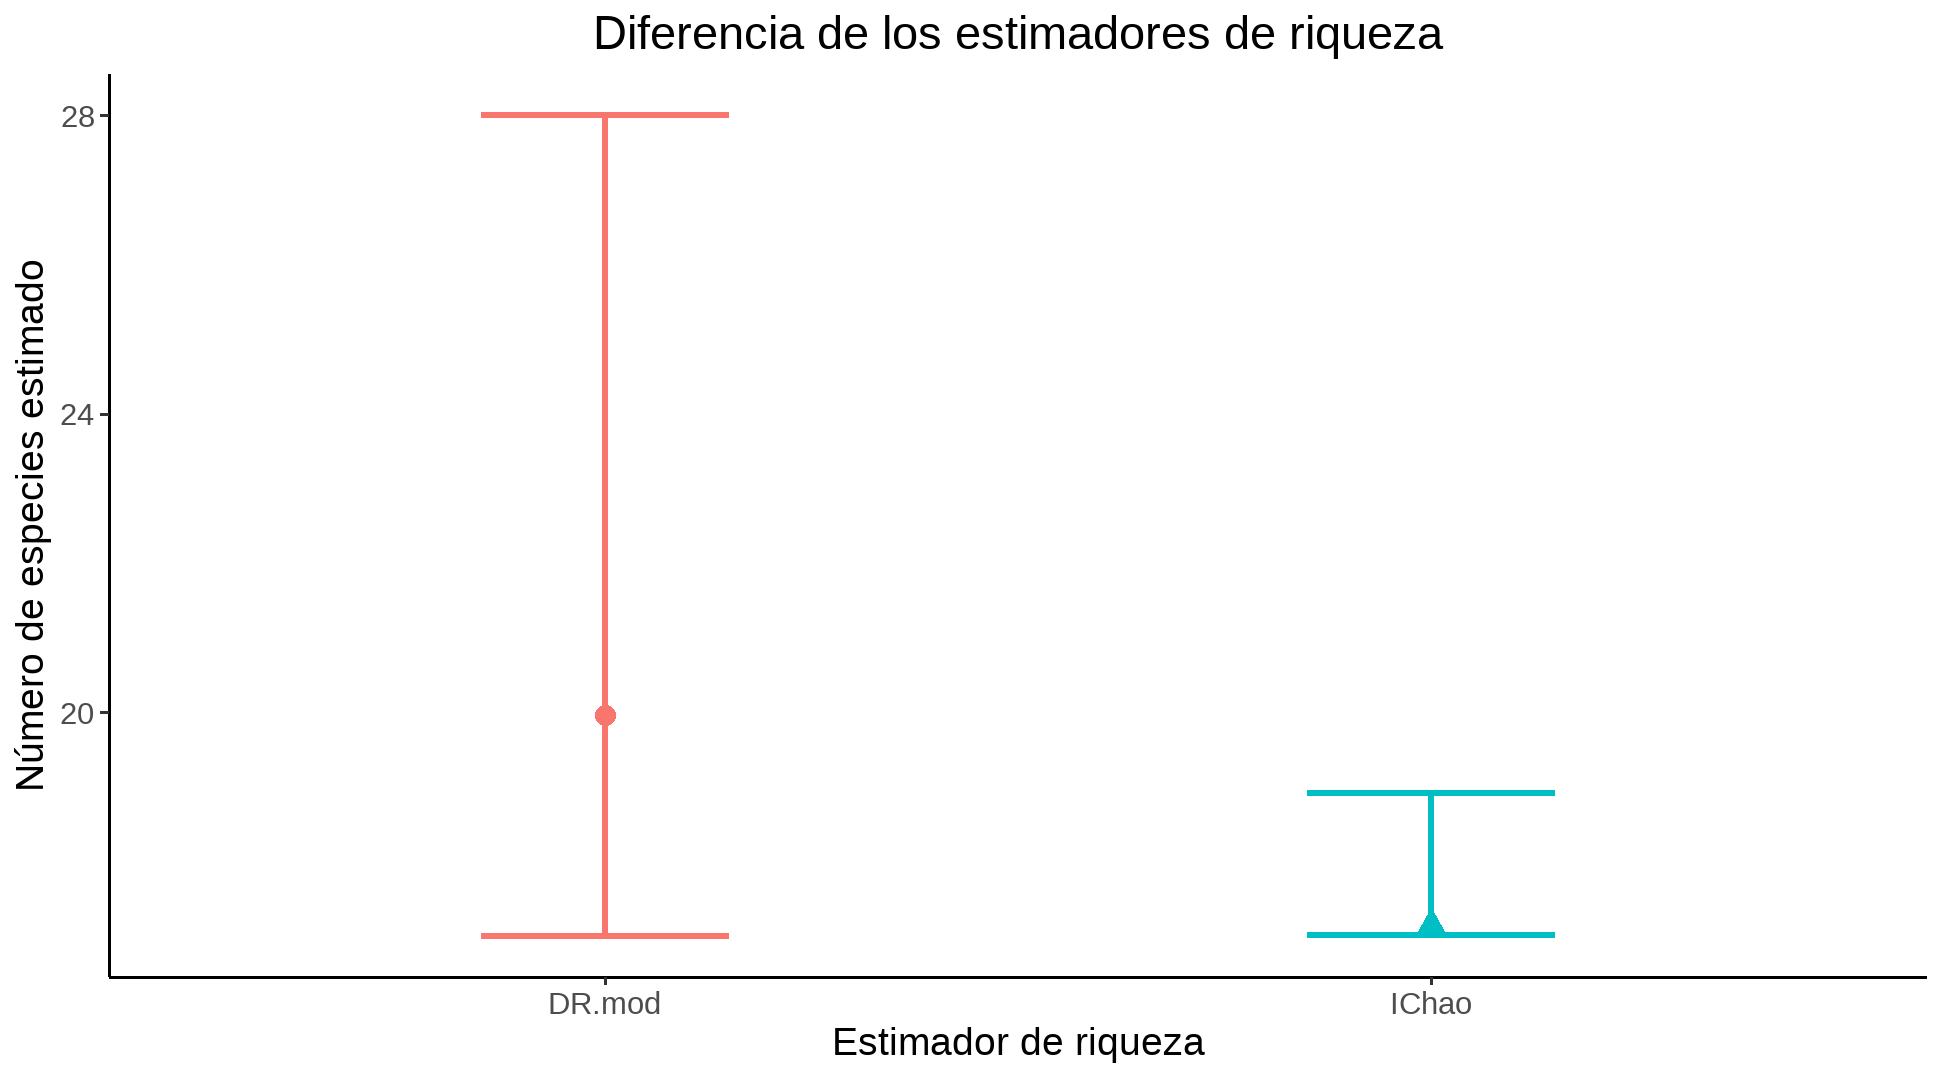 Diferencia de los estimadores de riqueza
Número de especies estimado
28
24
20
DR.mod
IChao
Estimador de riqueza